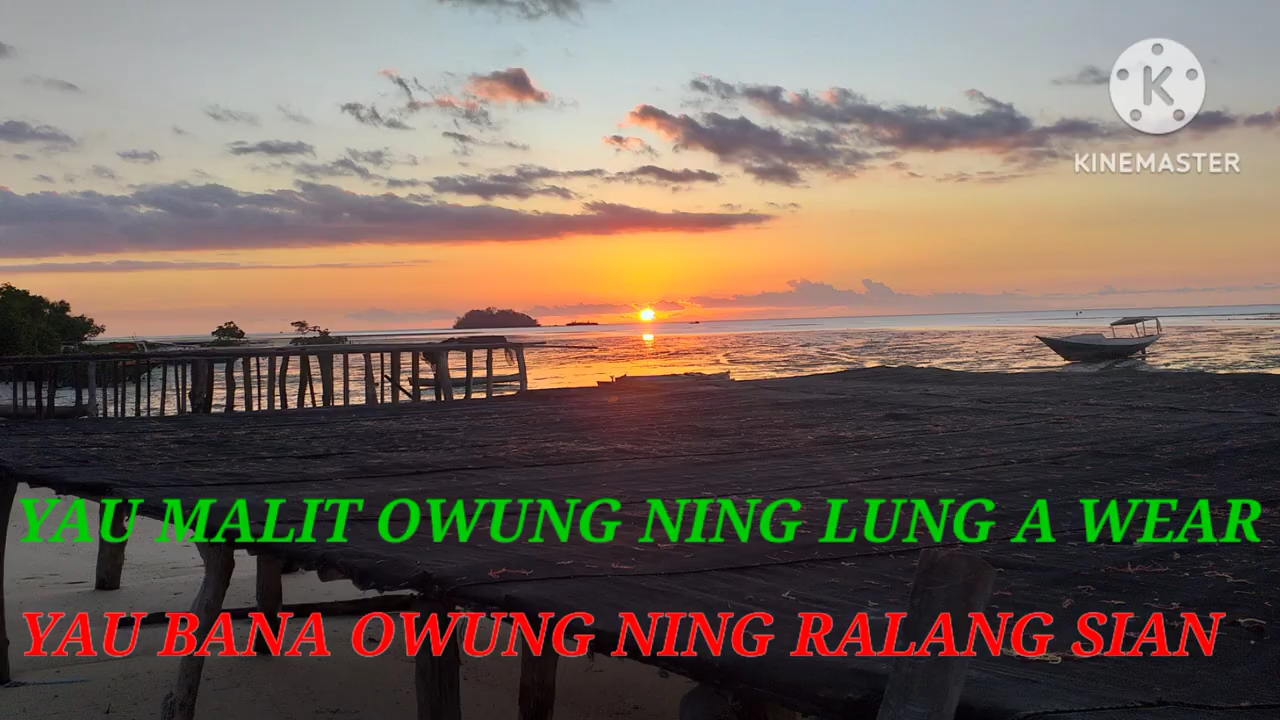 KINEMASTER
YAU MALIT OWUNG NING LUNG A WEAR
YAU BANA OWUNG NING RALANG SIAN